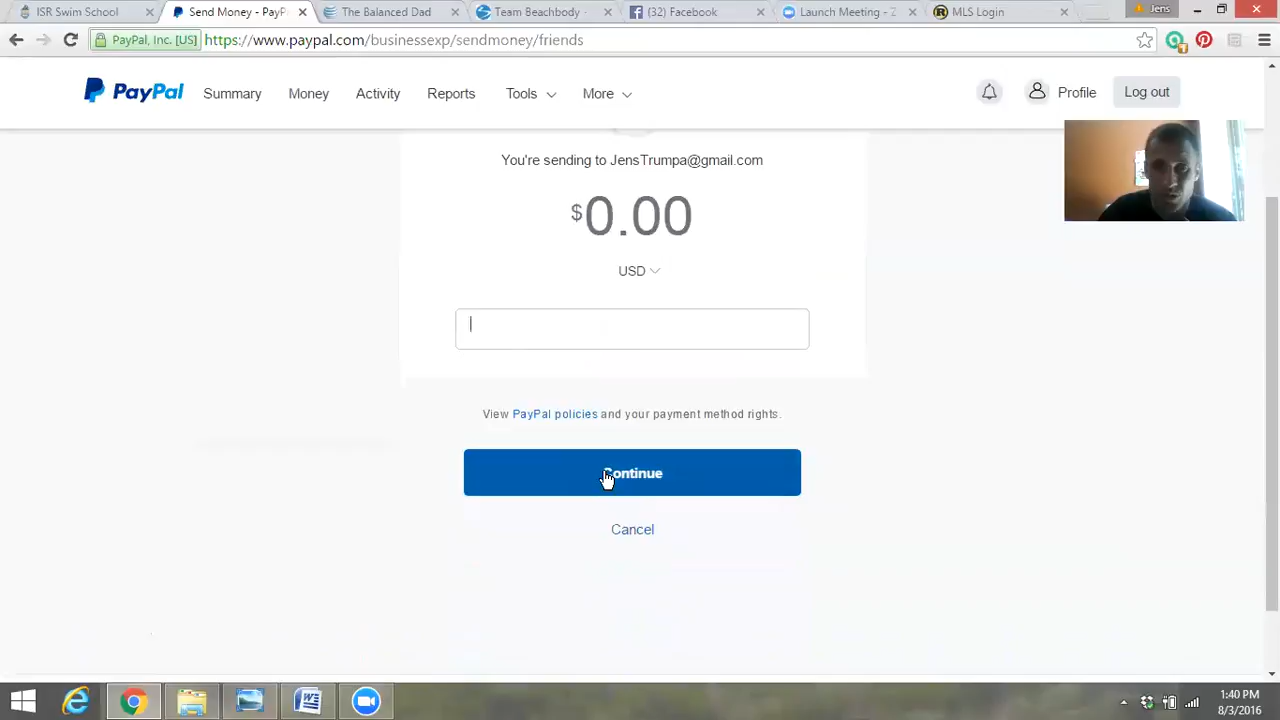 ISR Swim School
Send Money - PayP
The Balanced Dad
Team Beachbody -
(32) Facebook
Launch Meeting - Z
MLS Login
Jens
PayPal, Inc. [US]
https://www.paypal.com/businessexp/sendmoney/friends
PayPal
Summary
Money
Activity
Reports
Tools
More
Profile
Log out
You're sending to JensTrumpa@gmail.com
$0.00
USD
View PayPal policies and your payment method rights.
Continue
Cancel
1:40 PM
8/3/2016